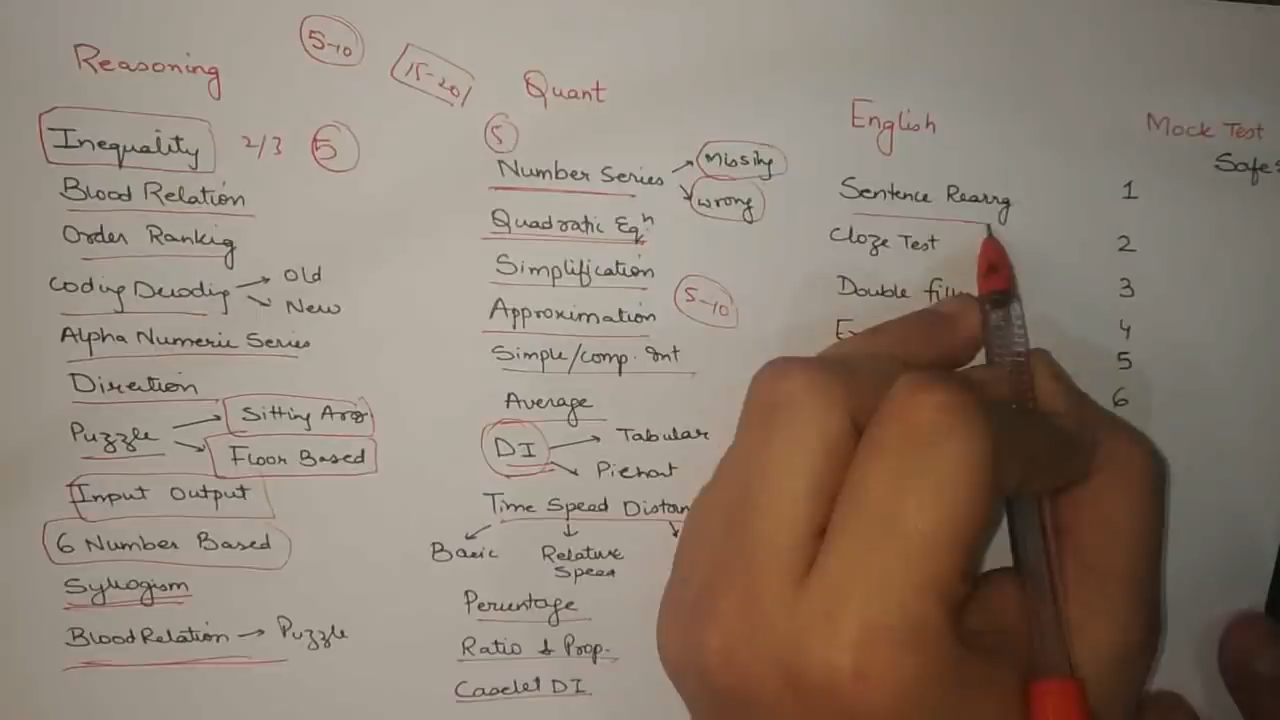 Reasoning
5-10
15-20
Inequality 2/3 5
Blood Relation
Order Ranking
Coding Decoding
Old
New
Alpha Numeric Series
Direction
Puzzle
Sitting Arg
Floor Based
Input Output
6 Number Based
Syllogism
Blood Relation → Puzzle
Quant
5
Number Series
Missing
wrong
Quadratic Eqn
Simplification
Approximation
5-10
Simple/comp. Int
Average
DI
Tabular
Piechart
Time Speed Distan
Basic
Relative Speed
Percentage
Ratio & Prop.
Caselet DI
English
Sentence Rearrg
Cloze Test
Double
Mock Test
Safe
1
2
3
4
5
6